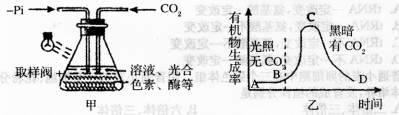 -Pi
CO₂
取样阀
溶液、光合
色素、酶等
甲
有机物生成率
光照
无CO₂
黑暗
有CO₂
A
B
C
D
时间
乙